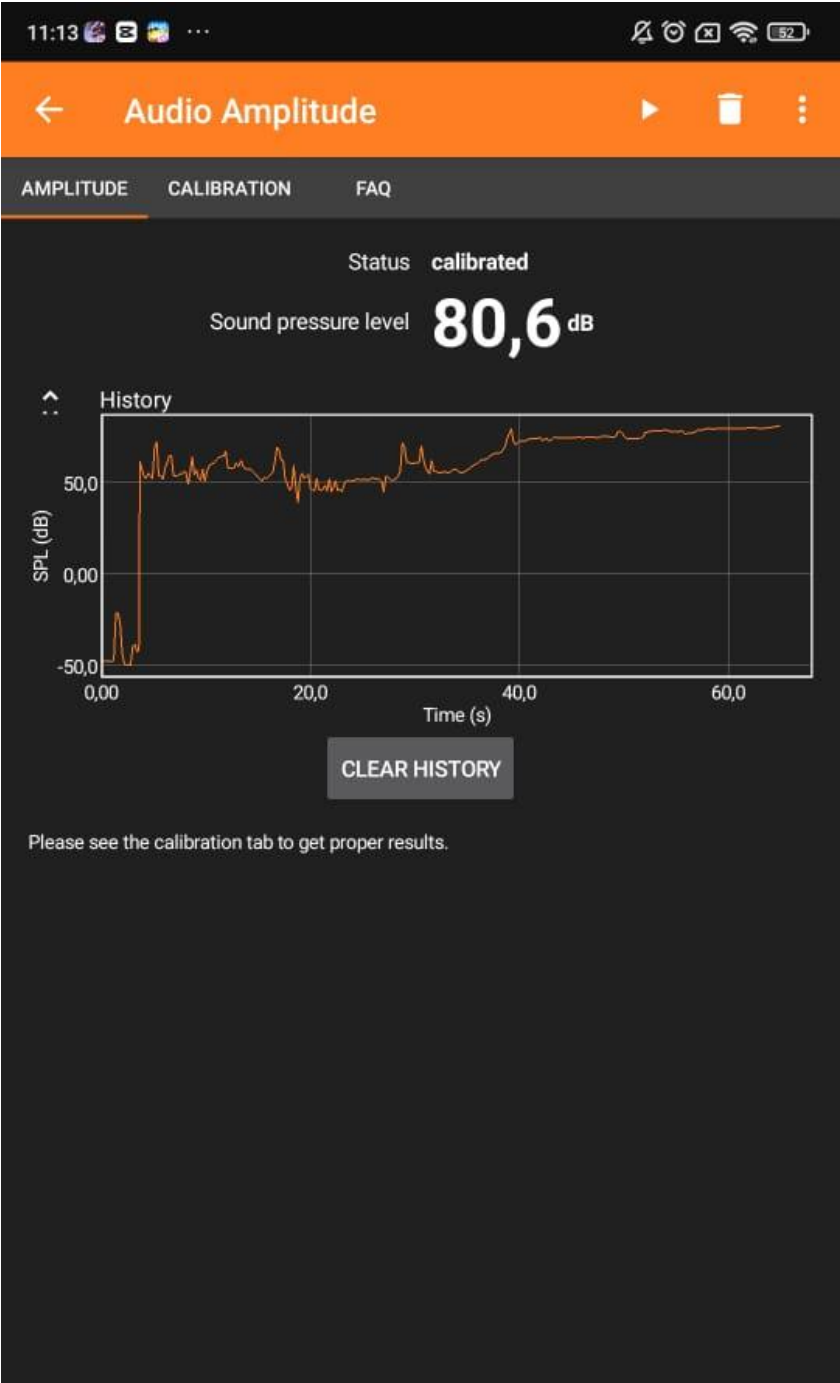 11:13
52
Audio Amplitude
AMPLITUDE CALIBRATION FAQ
Status calibrated
Sound pressure level 80,6 dB
History
50,0
0,00
-50,0
SPL (dB)
0,00 20,0 40,0 60,0
Time (s)
CLEAR HISTORY
Please see the calibration tab to get proper results.